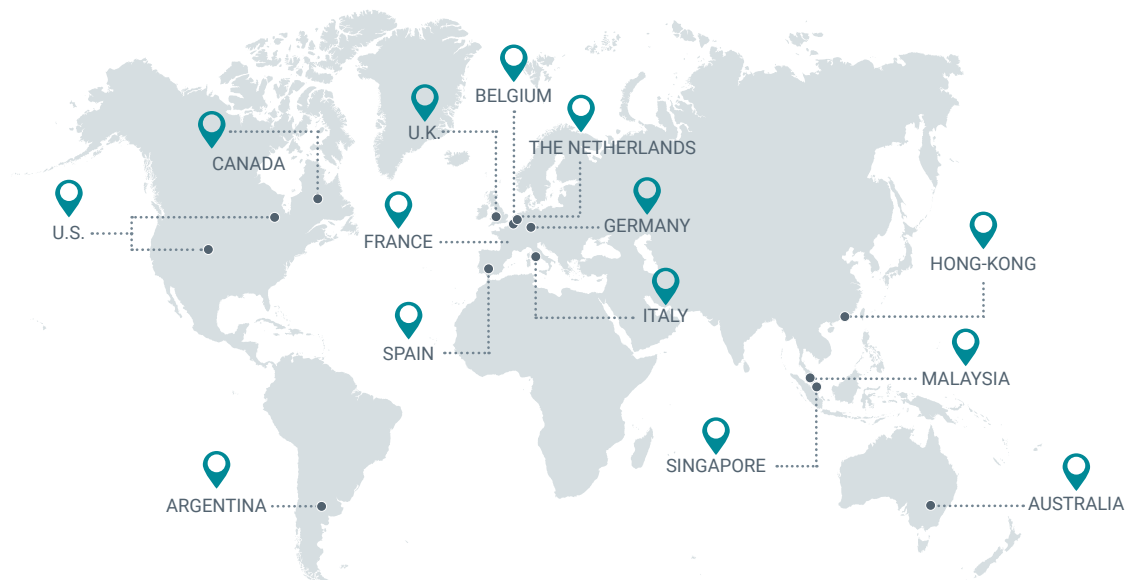 BELGIUM
U.K.
THE NETHERLANDS
CANADA
U.S.
GERMANY
FRANCE
HONG-KONG
ITALY
SPAIN
MALAYSIA
SINGAPORE
ARGENTINA
AUSTRALIA